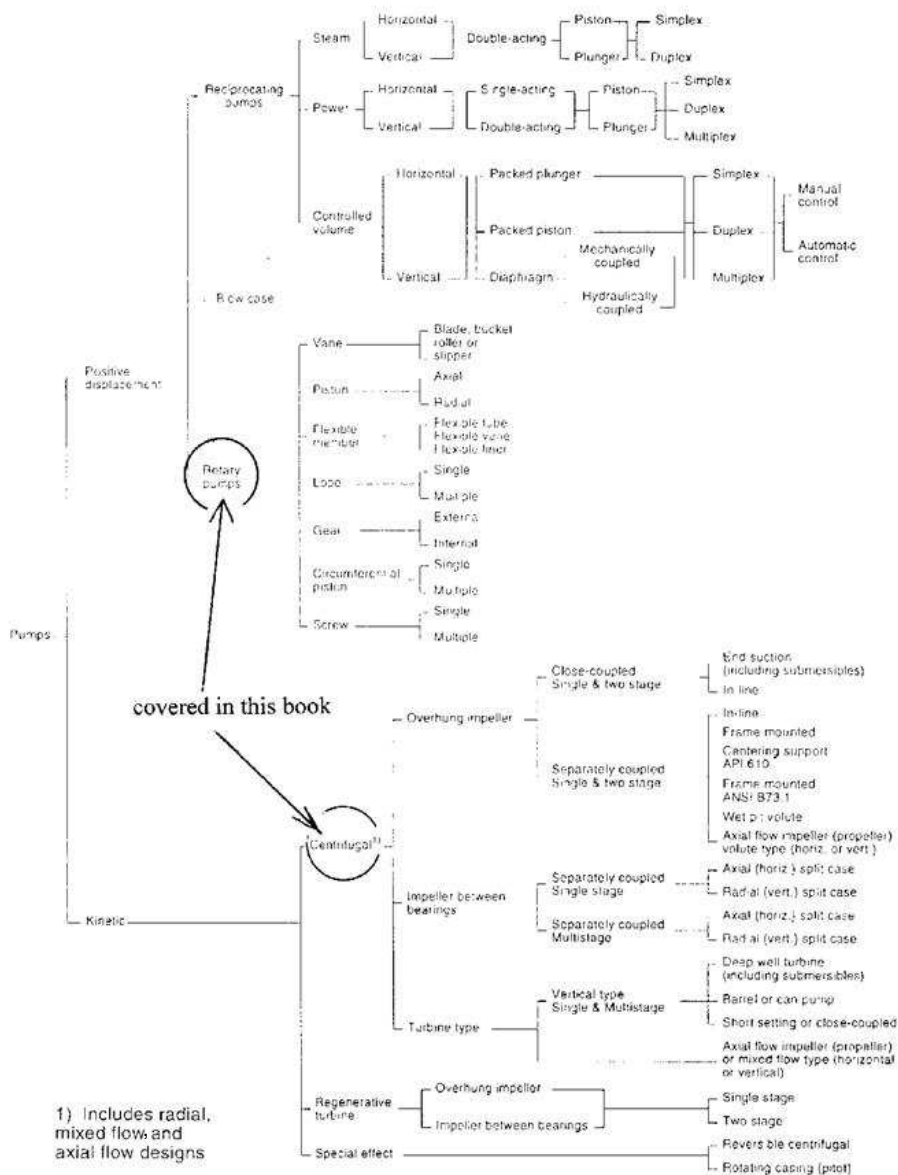 Pumps
Positive
displacement
Reciprocating
pumps
Steam
Horizontal
Vertical
Double-acting
Piston
Plunger
Simplex
Duplex
Power
Horizontal
Vertical
Single-acting
Double-acting
Piston
Plunger
Simplex
Duplex
Multiplex
Controlled
volume
Horizontal
Vertical
Packed plunger
Packed piston
Diaphragm
Mechanically
coupled
Hydraulically
coupled
Simplex
Duplex
Multiplex
Manual
control
Automatic
control
Blow case
Rotary
pumps
Vane
Blade, bucket
roller or
slipper
Piston
Axial
Radial
Flexible
member
Flexible tube
Flexible vane
Flexible liner
Lobe
Single
Multiple
Gear
External
Internal
Circumferential
piston
Single
Multiple
Screw
Single
Multiple
covered in this book
Kinetic
Centrifugal1)
Overhung impeller
Close-coupled
Single & two stage
End suction
(including submersibles)
In line
Separately coupled
Single & two stage
In-line
Frame mounted
Centering support
API 610
Frame mounted
ANSI B73.1
Wet pit volute
Axial flow impeller (propeller)
volute type (horiz. or vert.)
Impeller between
bearings
Separately coupled
Single stage
Axial (horiz.) split case
Radial (vert.) split case
Separately coupled
Multistage
Axial (horiz.) split case
Radial (vert.) split case
Turbine type
Vertical type
Single & Multistage
Deep well turbine
(including submersibles)
Barrel or can pump
Short setting or close-coupled
Axial flow impeller (propeller)
or mixed flow type (horizontal
or vertical)
Regenerative
turbine
Overhung impeller
Impeller between bearings
Single stage
Two stage
Special effect
Reversible centrifugal
Rotating casing (pitot)
1) Includes radial,
mixed flow and
axial flow designs